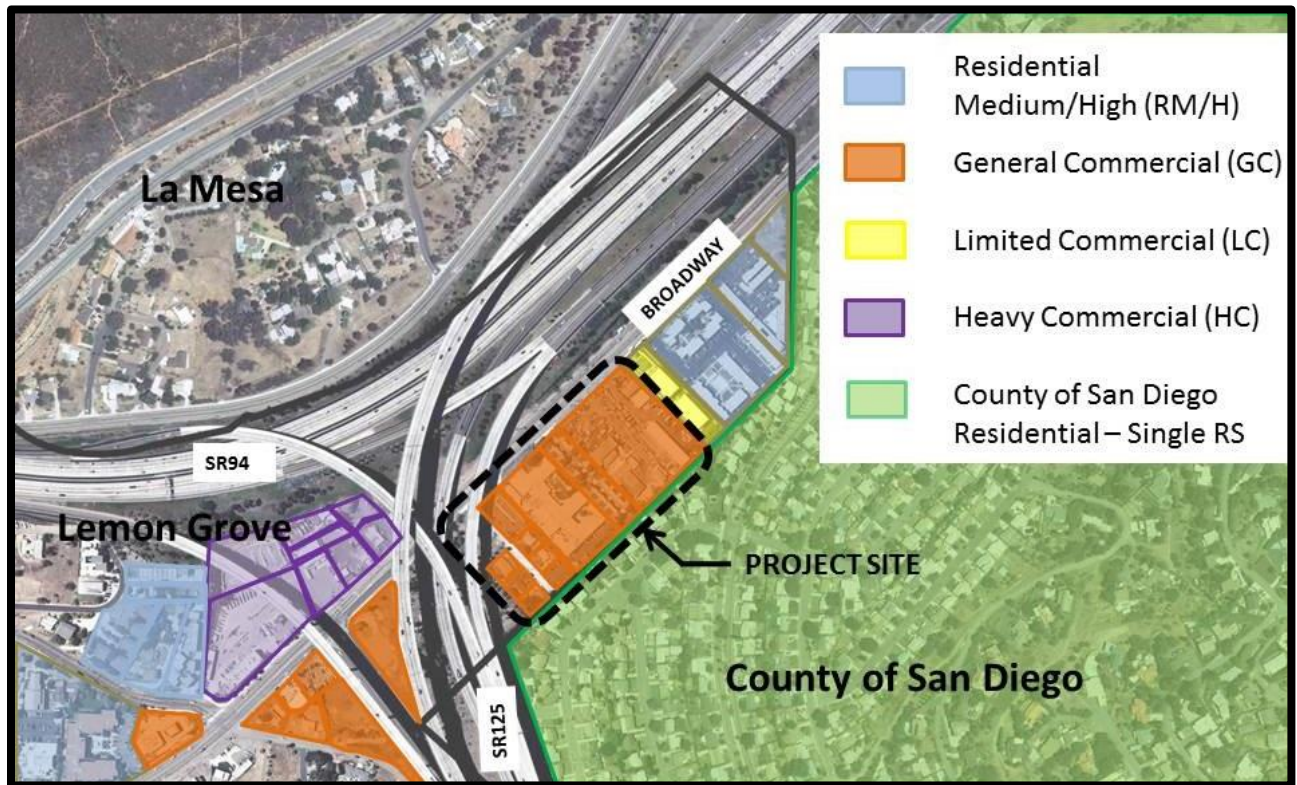 La Mesa
Residential
Medium/High (RM/H)
General Commercial (GC)
Limited Commercial (LC)
Heavy Commercial (HC)
County of San Diego
Residential – Single RS
BROADWAY
SR94
Lemon Grove
PROJECT SITE
County of San Diego
SR125